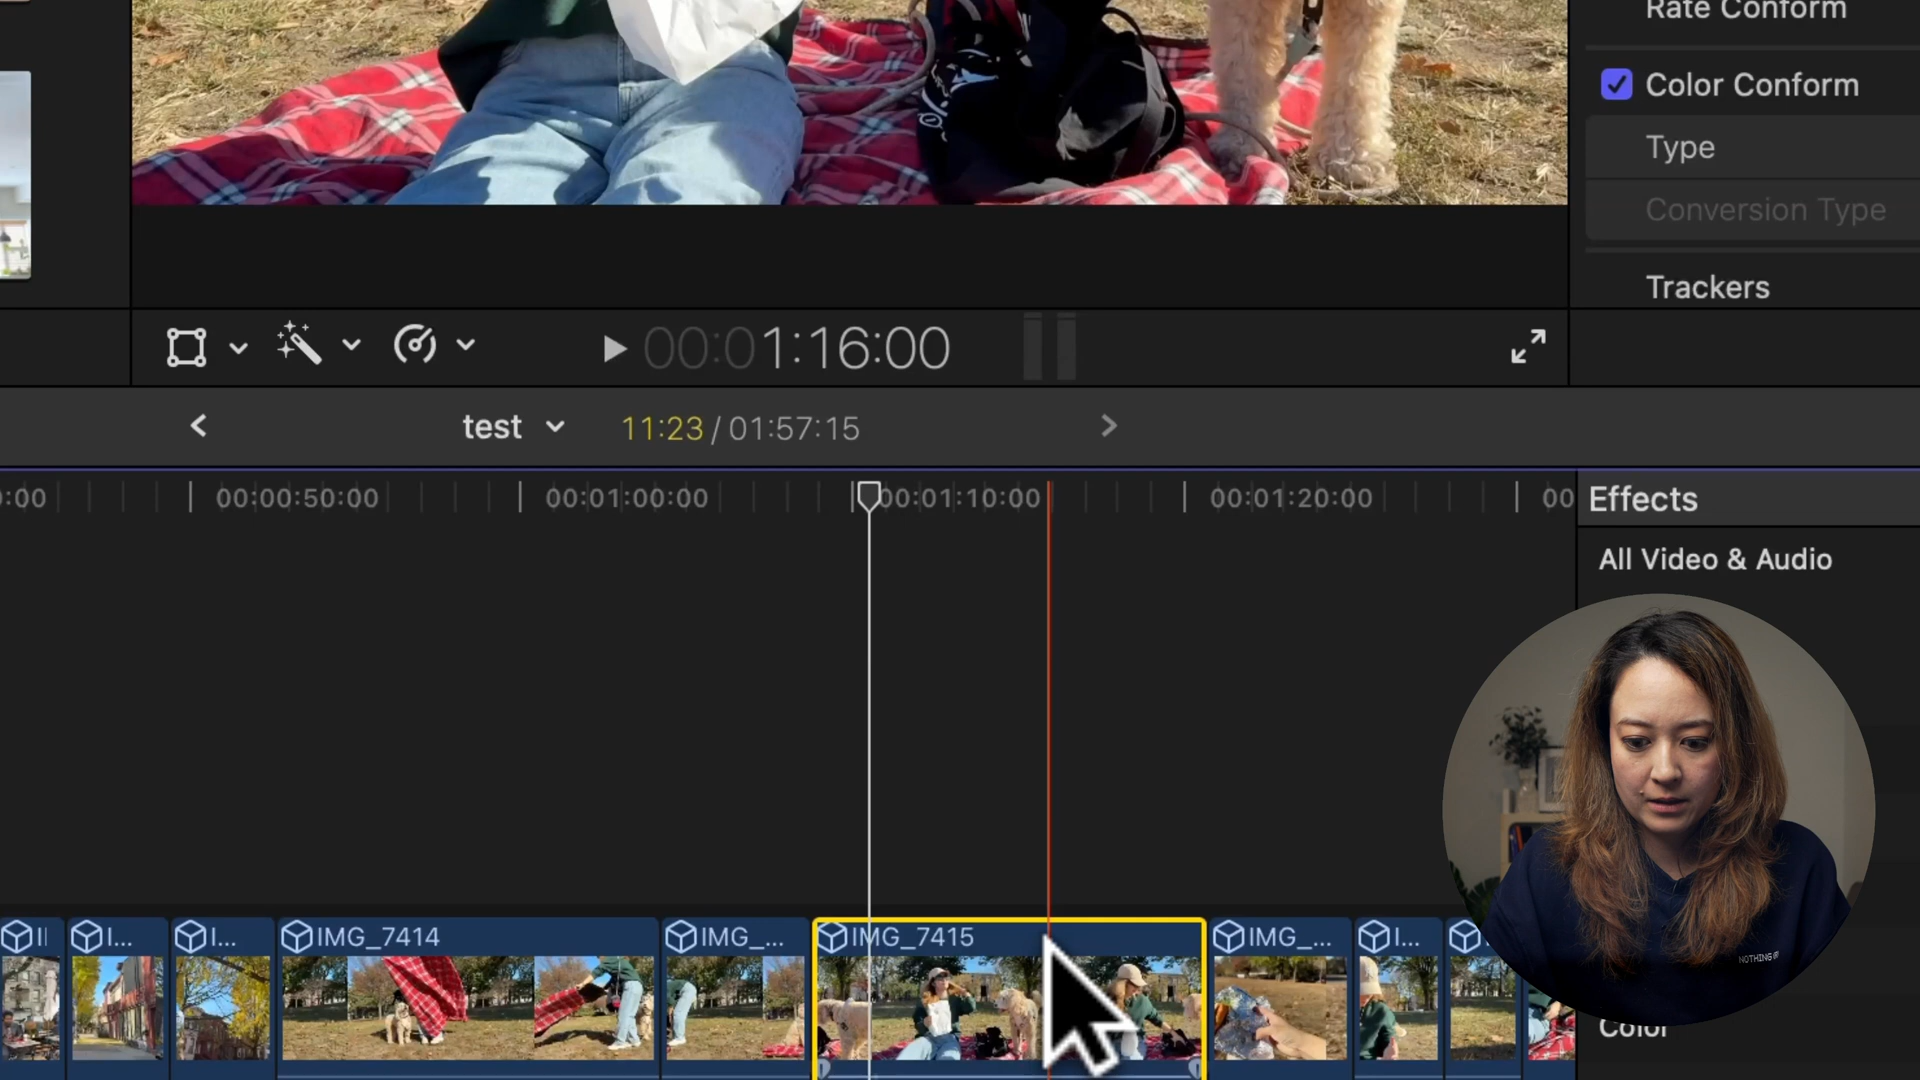 Rate Conform
Color Conform
Type
Conversion Type
Trackers
00:01:16:00
test
11:23 / 01:57:15
:00
00:00:50:00
00:01:00:00
00:01:10:00
00:01:20:00
00
Effects
All Video & Audio
I...
I...
IMG_7414
IMG_...
IMG_7415
IMG_...
I...
Color